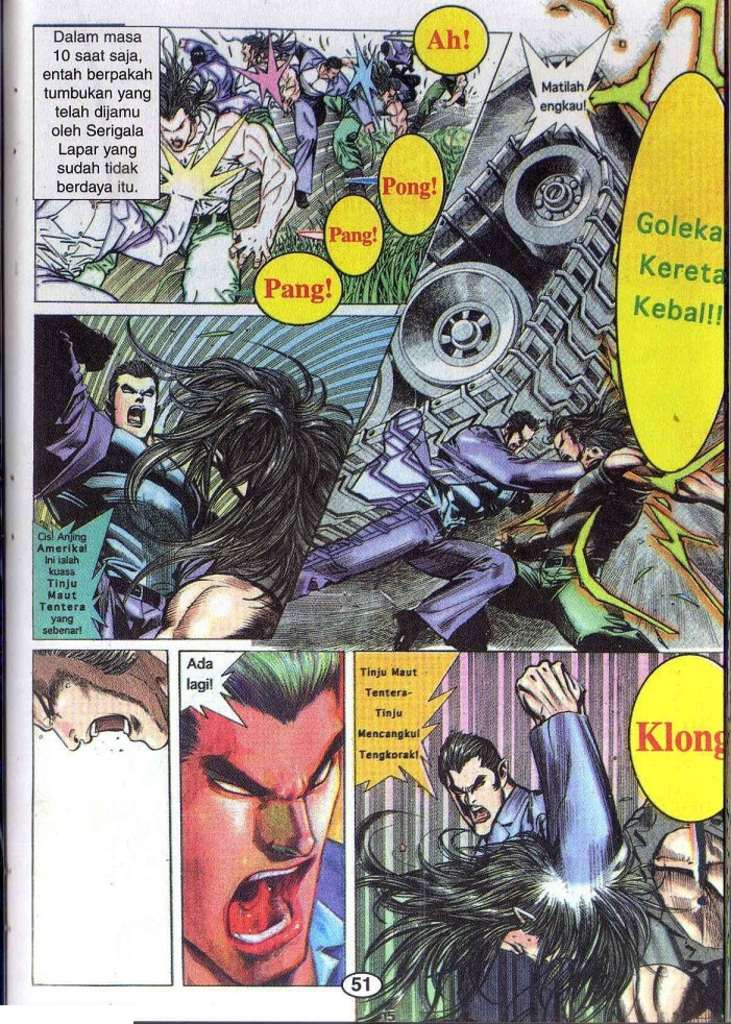 Dalam masa
10 saat saja,
entah berpakah
tumbukan yang
telah dijamu
oleh Serigala
Lapar yang
sudah tidak
berdaya itu.
Ah!
Pong!
Pang!
Pang!
Matilah
engkau!
Goleka
Kereta
Kebal!!
Cis! Anjing
Amerika!
Ini ialah
kuasa
Tinju
Maut
Tentera
yang
sebenar!
Ada
lagi!
Tinju Maut
Tentera-
Tinju
Mencangkul
Tengkorak!
Klong
51
15